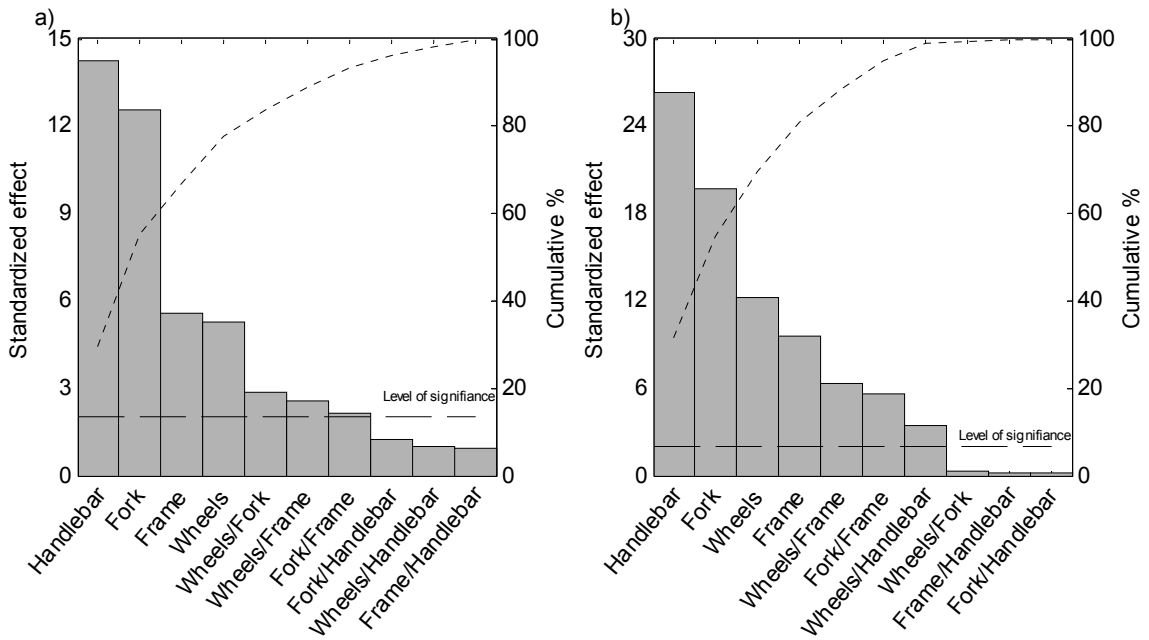 a)
15
12
9
6
3
0
Standardized effect
100
80
60
40
20
0
Cumulative %
Level of signifiance
Handlebar
Fork
Frame
Wheels
Wheels/Fork
Wheels/Frame
Fork/Frame
Fork/Handlebar
Wheels/Handlebar
Frame/Handlebar
b)
30
24
18
12
6
0
Standardized effect
100
80
60
40
20
0
Cumulative %
Level of signifiance
Handlebar
Fork
Wheels
Frame
Wheels/Frame
Fork/Frame
Wheels/Handlebar
Wheels/Fork
Frame/Handlebar
Fork/Handlebar